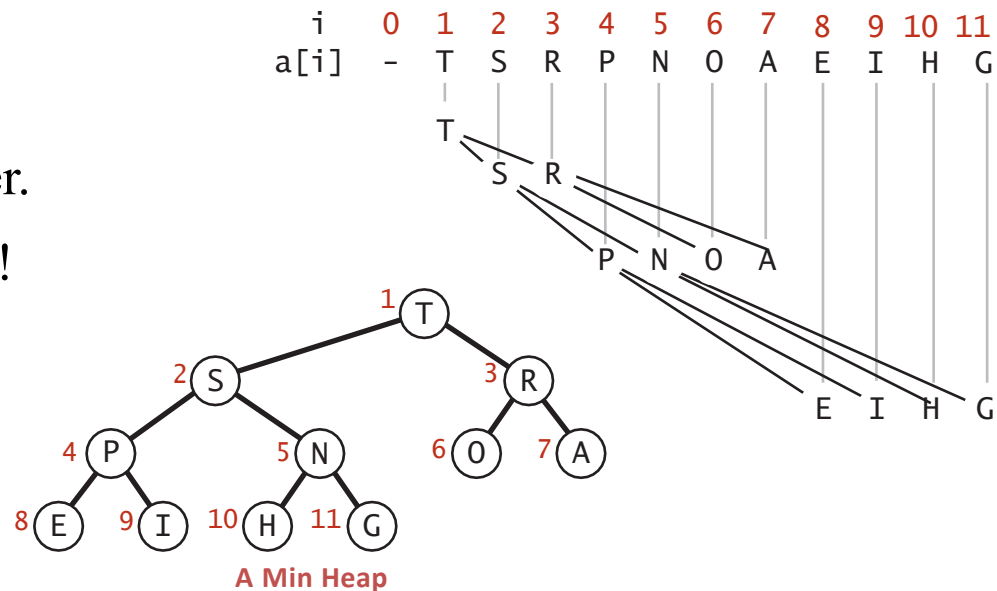 i 0 1 2 3 4 5 6 7 8 9 10 11
a[i] - T S R P N O A E I H G
T
S R
er.
P N O A
!
1 T
2 S 3 R
E I H G
4 P 5 N 6 O 7 A
8 E 9 I 10 H 11 G
A Min Heap